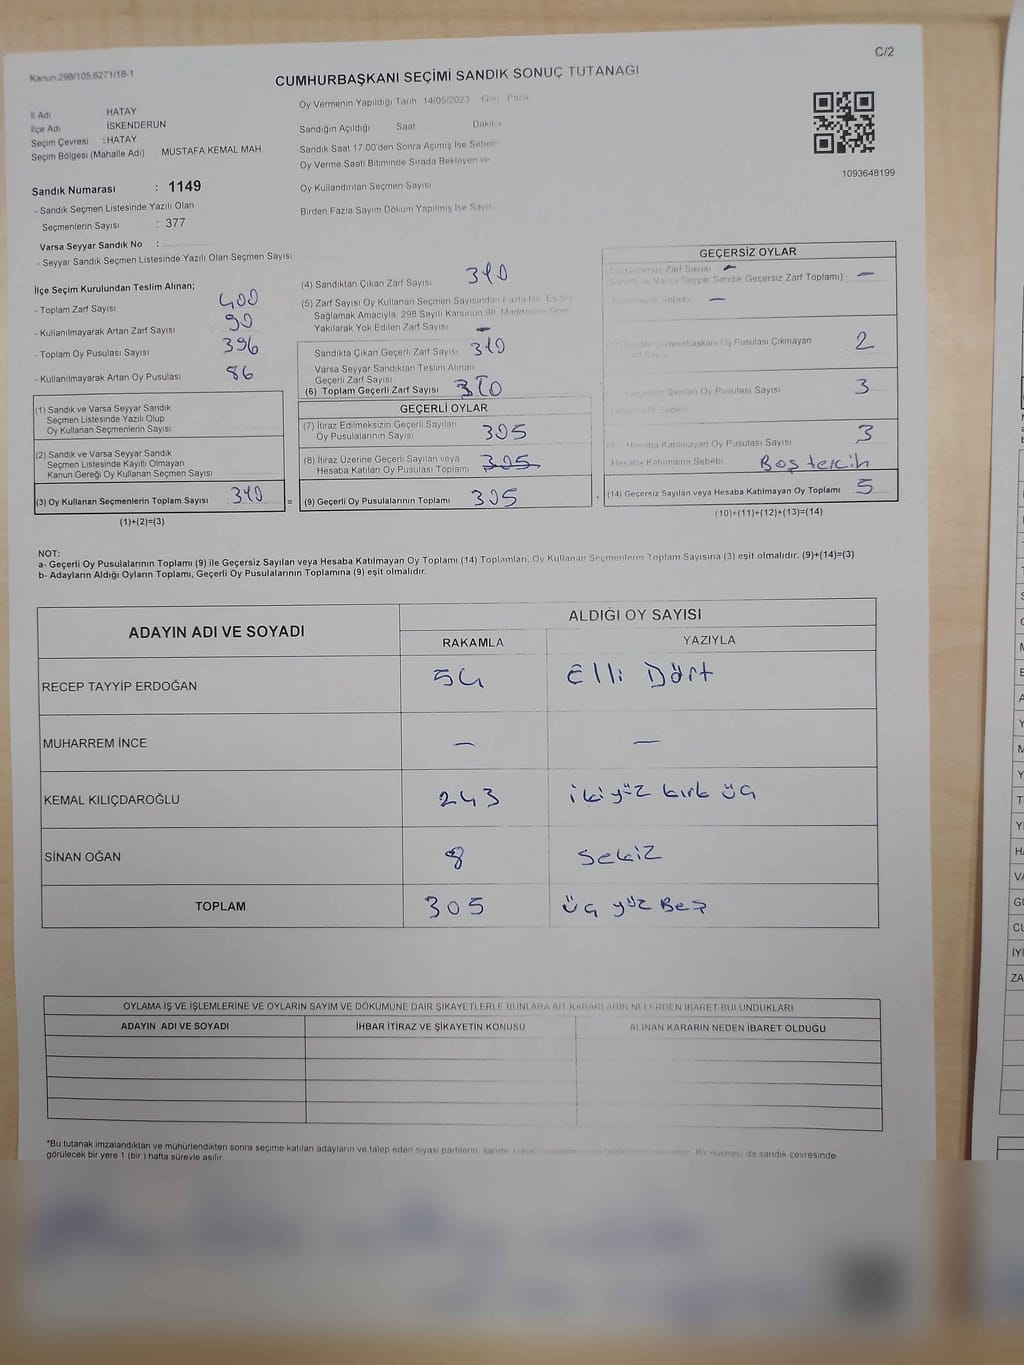 C/2
Kanun:298/105;6271/18-1
CUMHURBAŞKANI SEÇİMİ SANDIK SONUÇ TUTANAĞI
İl Adı HATAY
İlçe Adı İSKENDERUN
Seçim Çevresi : HATAY
Seçim Bölgesi (Mahalle Adı) : MUSTAFA KEMAL MAH.
Sandık Numarası : 1149
- Sandık Seçmen Listesinde Yazılı Olan
Seçmenlerin Sayısı : 377
Varsa Seyyar Sandık No :
- Seyyar Sandık Seçmen Listesinde Yazılı Olan Seçmen Sayısı
Oy Vermenin Yapıldığı Tarih 14/05/2023 Gün Pazar
Sandığın Açıldığı Saat Dakika
Sandık Saat 17:00'den Sonra Açımış İse Sebebi
Oy Verme Saati Bitiminde Sırada Bekleyen ve
Oy Kullandırılan Seçmen Sayısı
Birden Fazla Sayım Döküm Yapılmış İse Sayısı
1093648199
İlçe Seçim Kurulundan Teslim Alınan;
- Toplam Zarf Sayısı 400
- Kullanılmayarak Artan Zarf Sayısı 90
- Toplam Oy Pusulası Sayısı 396
- Kullanılmayarak Artan Oy Pusulası 86
(1) Sandık ve Varsa Seyyar Sandık
Seçmen Listesinde Yazılı Olup
Oy Kullanan Seçmenlerin Sayısı
(2) Sandık ve Varsa Seyyar Sandık
Seçmen Listesinde Kayıtlı Olmayan
Kanun Gereği Oy Kullanan Seçmen Sayısı
(3) Oy Kullanan Seçmenlerin Toplam Sayısı 310 =
(1)+(2)=(3)
(4) Sandıktan Çıkan Zarf Sayısı 310
(5) Zarf Sayısı Oy Kullanan Seçmen Sayısından Fazla İse, Eşitliği
Sağlamak Amacıyla, 298 Sayılı Kanunun 98. Maddesine Göre
Yakılarak Yok Edilen Zarf Sayısı –
Sandıkta Çıkan Geçerli Zarf Sayısı 310
Varsa Seyyar Sandıktan Teslim Alınan
Geçerli Zarf Sayısı
(6) Toplam Geçerli Zarf Sayısı 310
GEÇERLİ OYLAR
(7) İtiraz Edilmeksizin Geçerli Sayılan
Oy Pusulalarının Sayısı 305
(8) İtiraz Üzerine Geçerli Sayılan veya
Hesaba Katılan Oy Pusulası Toplamı 305
(9) Geçerli Oy Pusulalarının Toplamı 305
GEÇERSİZ OYLAR
(10) Geçersiz Zarf Sayısı –
(Sandık ve Varsa Seyyar Sandık Geçersiz Zarf Toplamı) –
Sebebi –
Cumhurbaşkanı Oy Pusulası Çıkmayan 2
Sayılan Oy Pusulası Sayısı 3
Hesaba Katılmayan Oy Pusulası Sayısı 3
Hesaba Katılmama Sebebi Boş tercih
(14) Geçersiz Sayılan veya Hesaba Katılmayan Oy Toplamı 5
(10)+(11)+(12)+(13)=(14)
NOT:
a- Geçerli Oy Pusulalarının Toplamı (9) ile Geçersiz Sayılan veya Hesaba Katılmayan Oy Toplamı (14) Toplamları, Oy Kullanan Seçmenlerin Toplam Sayısına (3) eşit olmalıdır. (9)+(14)=(3)
b- Adayların Aldığı Oyların Toplamı, Geçerli Oy Pusulalarının Toplamına (9) eşit olmalıdır.
ADAYIN ADI VE SOYADI ALDIĞI OY SAYISI
RAKAMLA YAZIYLA
RECEP TAYYİP ERDOĞAN 54 Elli Dört
MUHARREM İNCE – –
KEMAL KILIÇDAROĞLU 243 iki yüz kırk üç
SİNAN OĞAN 8 Sekiz
TOPLAM 305 üç yüz Beş
OYLAMA İŞ VE İŞLEMLERİNE VE OYLARIN SAYIM VE DÖKÜMÜNE DAİR ŞİKAYETLERLE BUNLARA AİT KARARLARIN NELERDEN İBARET BULUNDUKLARI
ADAYIN ADI VE SOYADI İHBAR İTİRAZ VE ŞİKAYETİN KONUSU ALINAN KARARIN NEDEN İBARET OLDUĞU
*Bu tutanak imzalandıktan ve mühürlendikten sonra seçime katılan adayların ve talep eden siyasi partilerin Bir nüshası da sandık çevresinde
görülecek bir yere 1 (bir ) hafta süreyle asılır